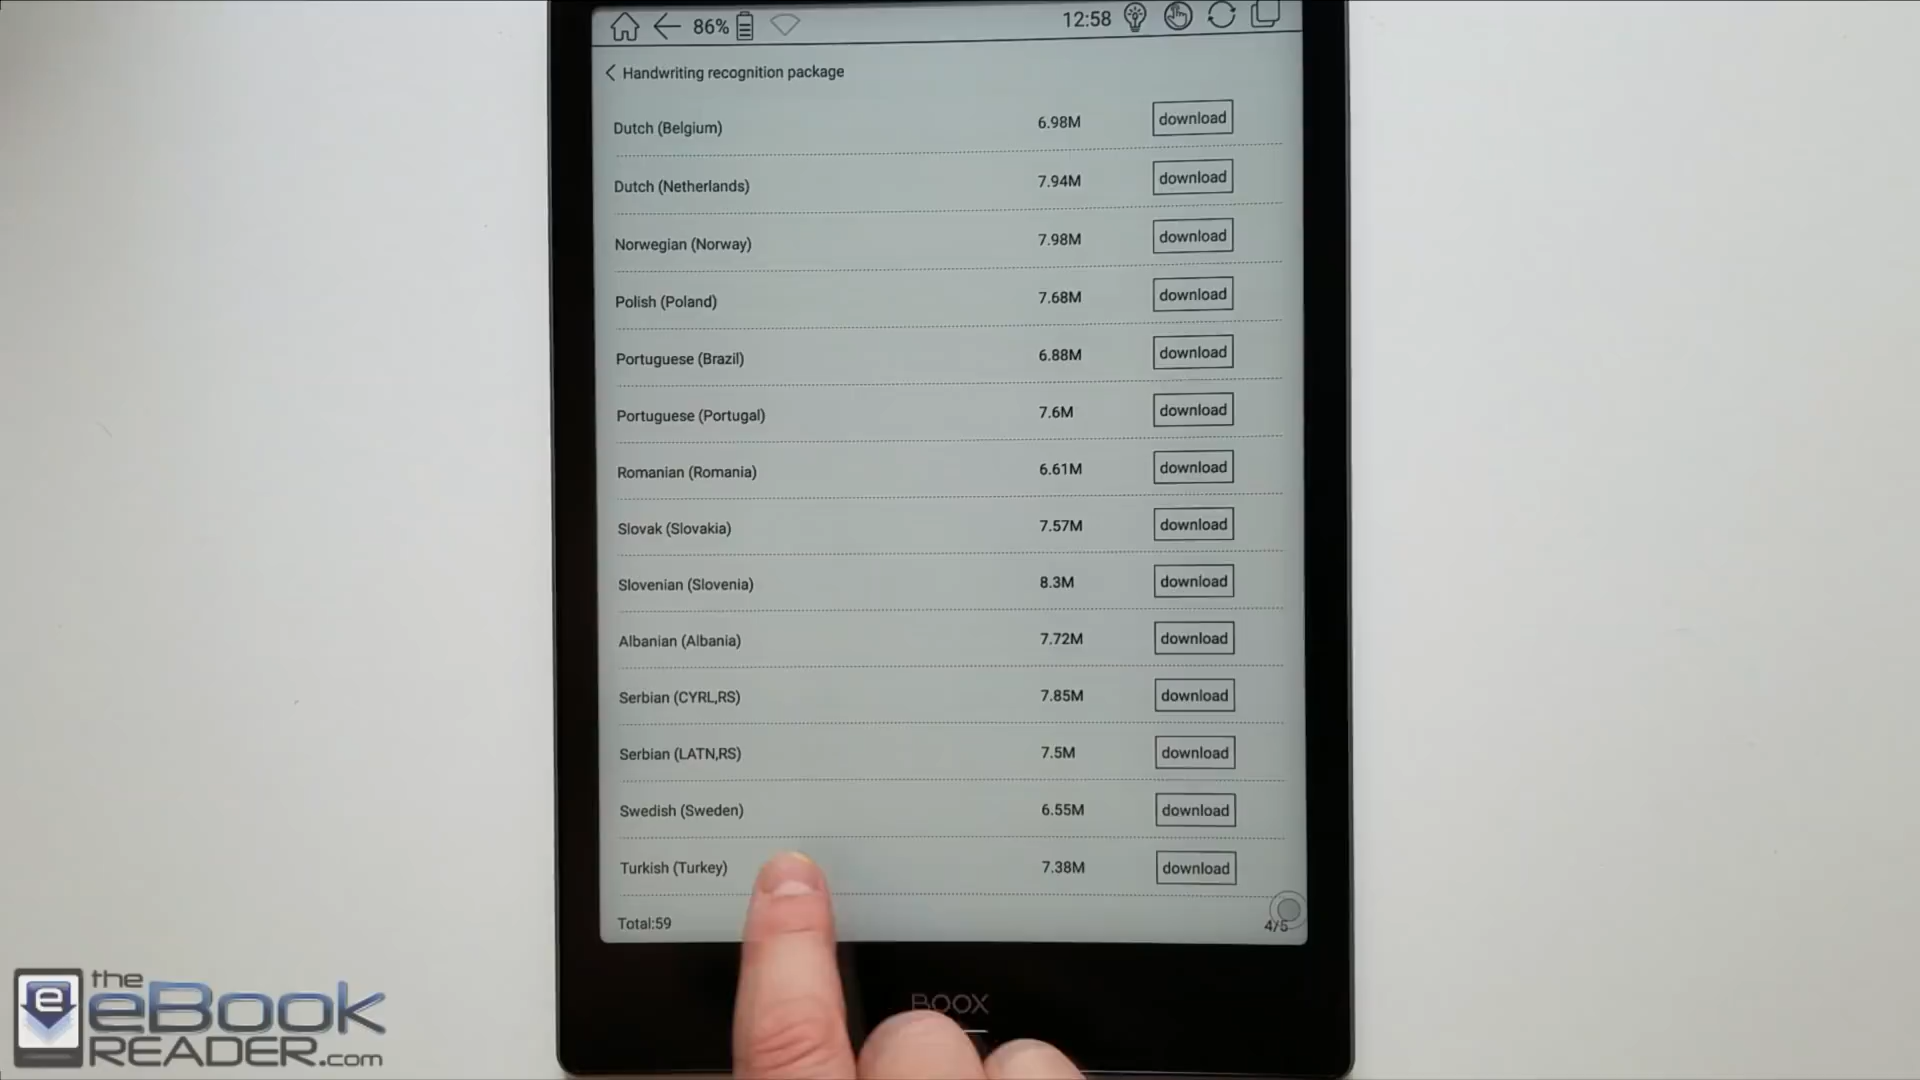 86% 12:58
Handwriting recognition package
Dutch (Belgium) 6.98M download
Dutch (Netherlands) 7.94M download
Norwegian (Norway) 7.98M download
Polish (Poland) 7.68M download
Portuguese (Brazil) 6.88M download
Portuguese (Portugal) 7.6M download
Romanian (Romania) 6.61M download
Slovak (Slovakia) 7.57M download
Slovenian (Slovenia) 8.3M download
Albanian (Albania) 7.72M download
Serbian (CYRL,RS) 7.85M download
Serbian (LATN,RS) 7.5M download
Swedish (Sweden) 6.55M download
Turkish (Turkey) 7.38M download
Total:59 4/5
BOOX
e
the
eBook
READER.com